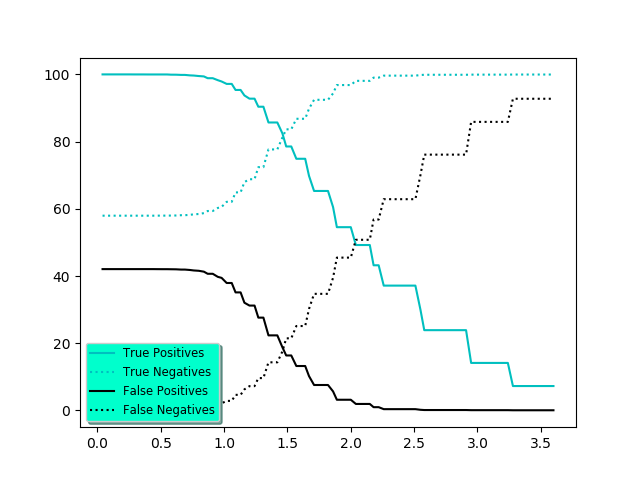 100
80
60
40
20
0
True Positives
True Negatives
False Positives
False Negatives
0.0 0.5 1.0 1.5 2.0 2.5 3.0 3.5